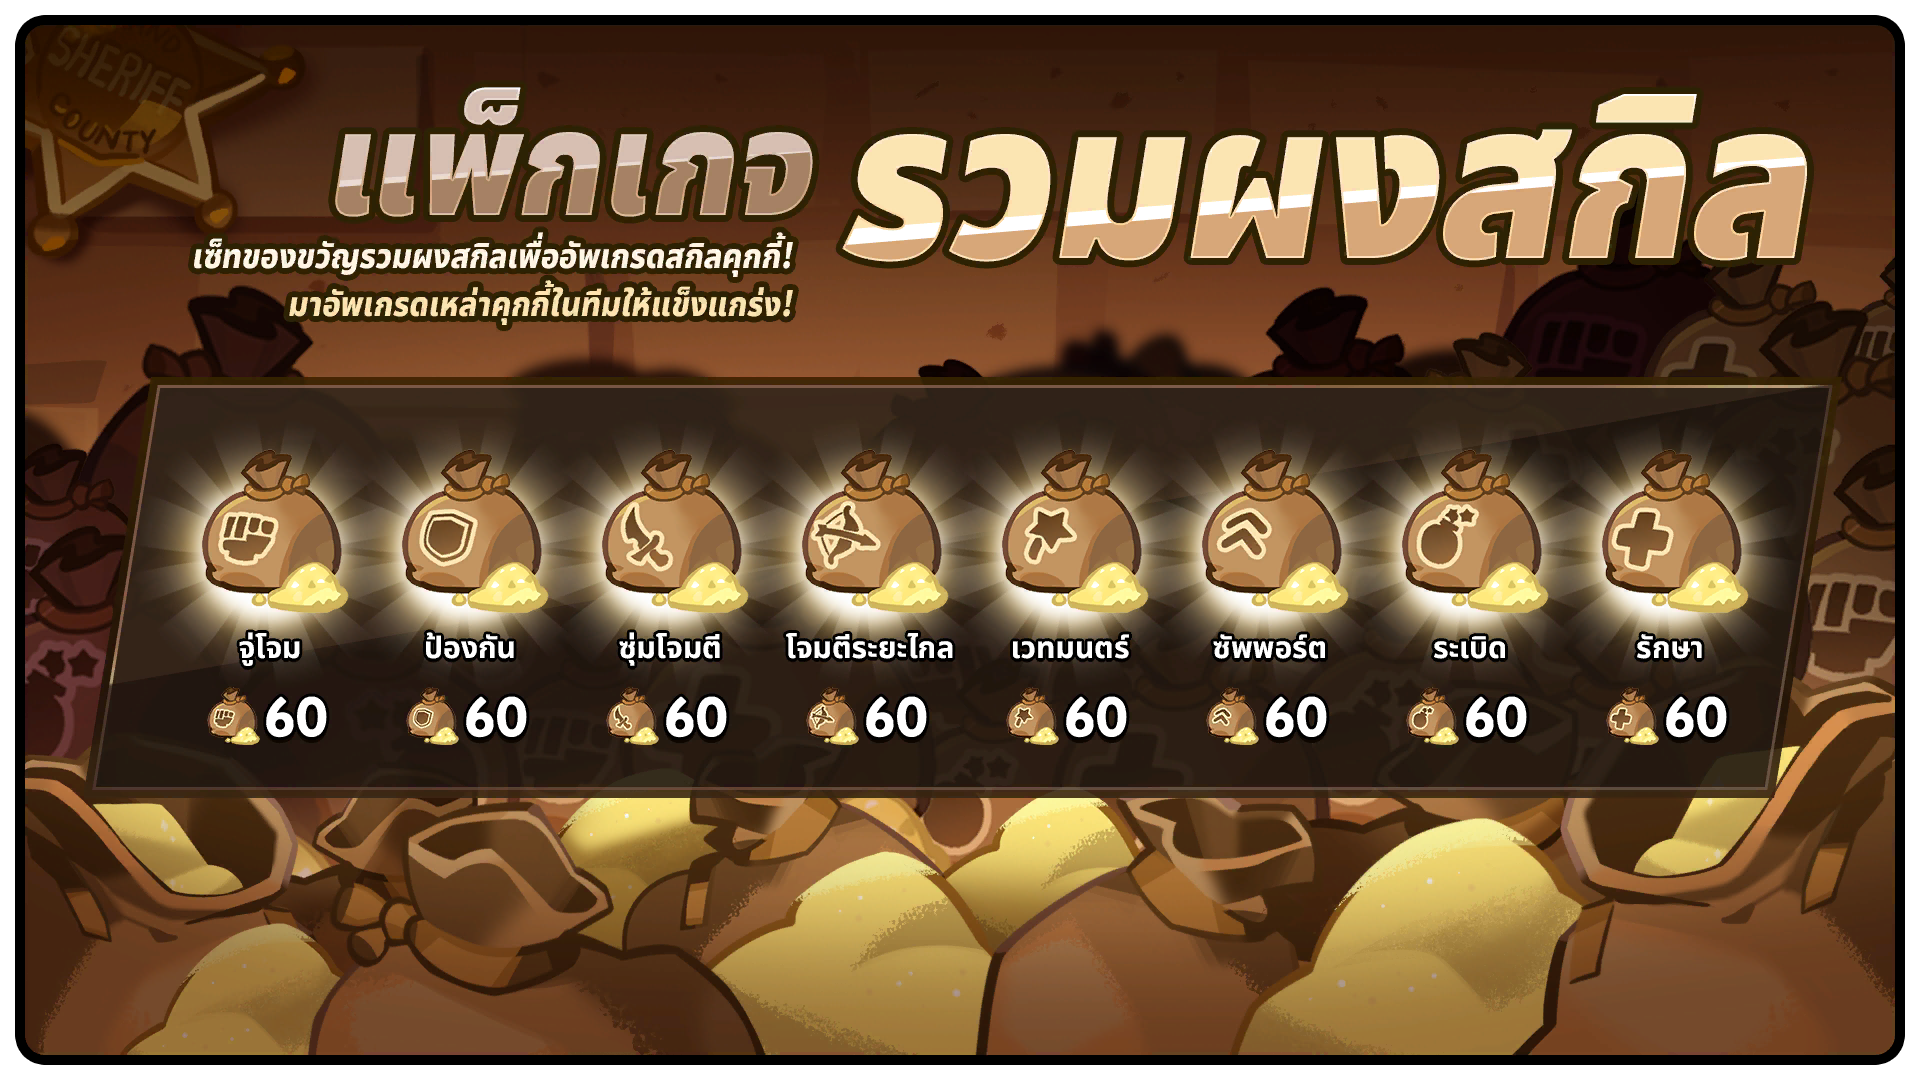 SHERIFF
COUNTY
แพ็กเกจ รวมผงสกิล
เซ็ทของขวัญรวมผงสกิลเพื่ออัพเกรดสกิลคุกกี้!
มาอัพเกรดเหล่าคุกกี้ในทีมให้แข็งแกร่ง!
จู่โจม ป้องกัน ซุ่มโจมตี โจมตีระยะไกล เวทมนตร์ ซัพพอร์ต ระเบิด รักษา
60 60 60 60 60 60 60 60